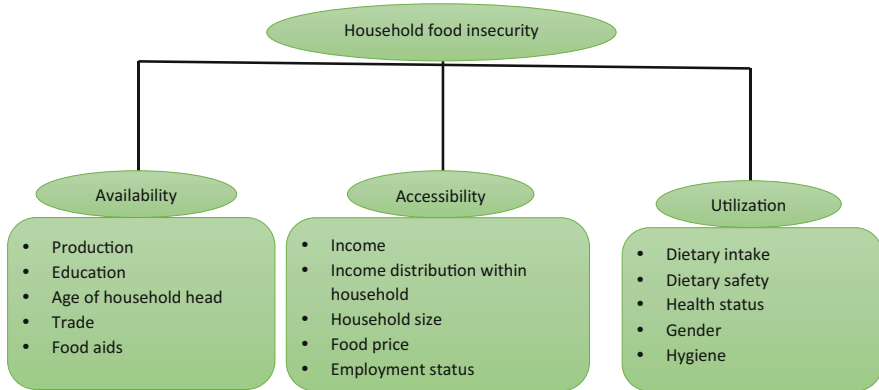 Household food insecurity
Availability
• Production
• Education
• Age of household head
• Trade
• Food aids
Accessibility
• Income
• Income distribution within
household
• Household size
• Food price
• Employment status
Utilization
• Dietary intake
• Dietary safety
• Health status
• Gender
• Hygiene